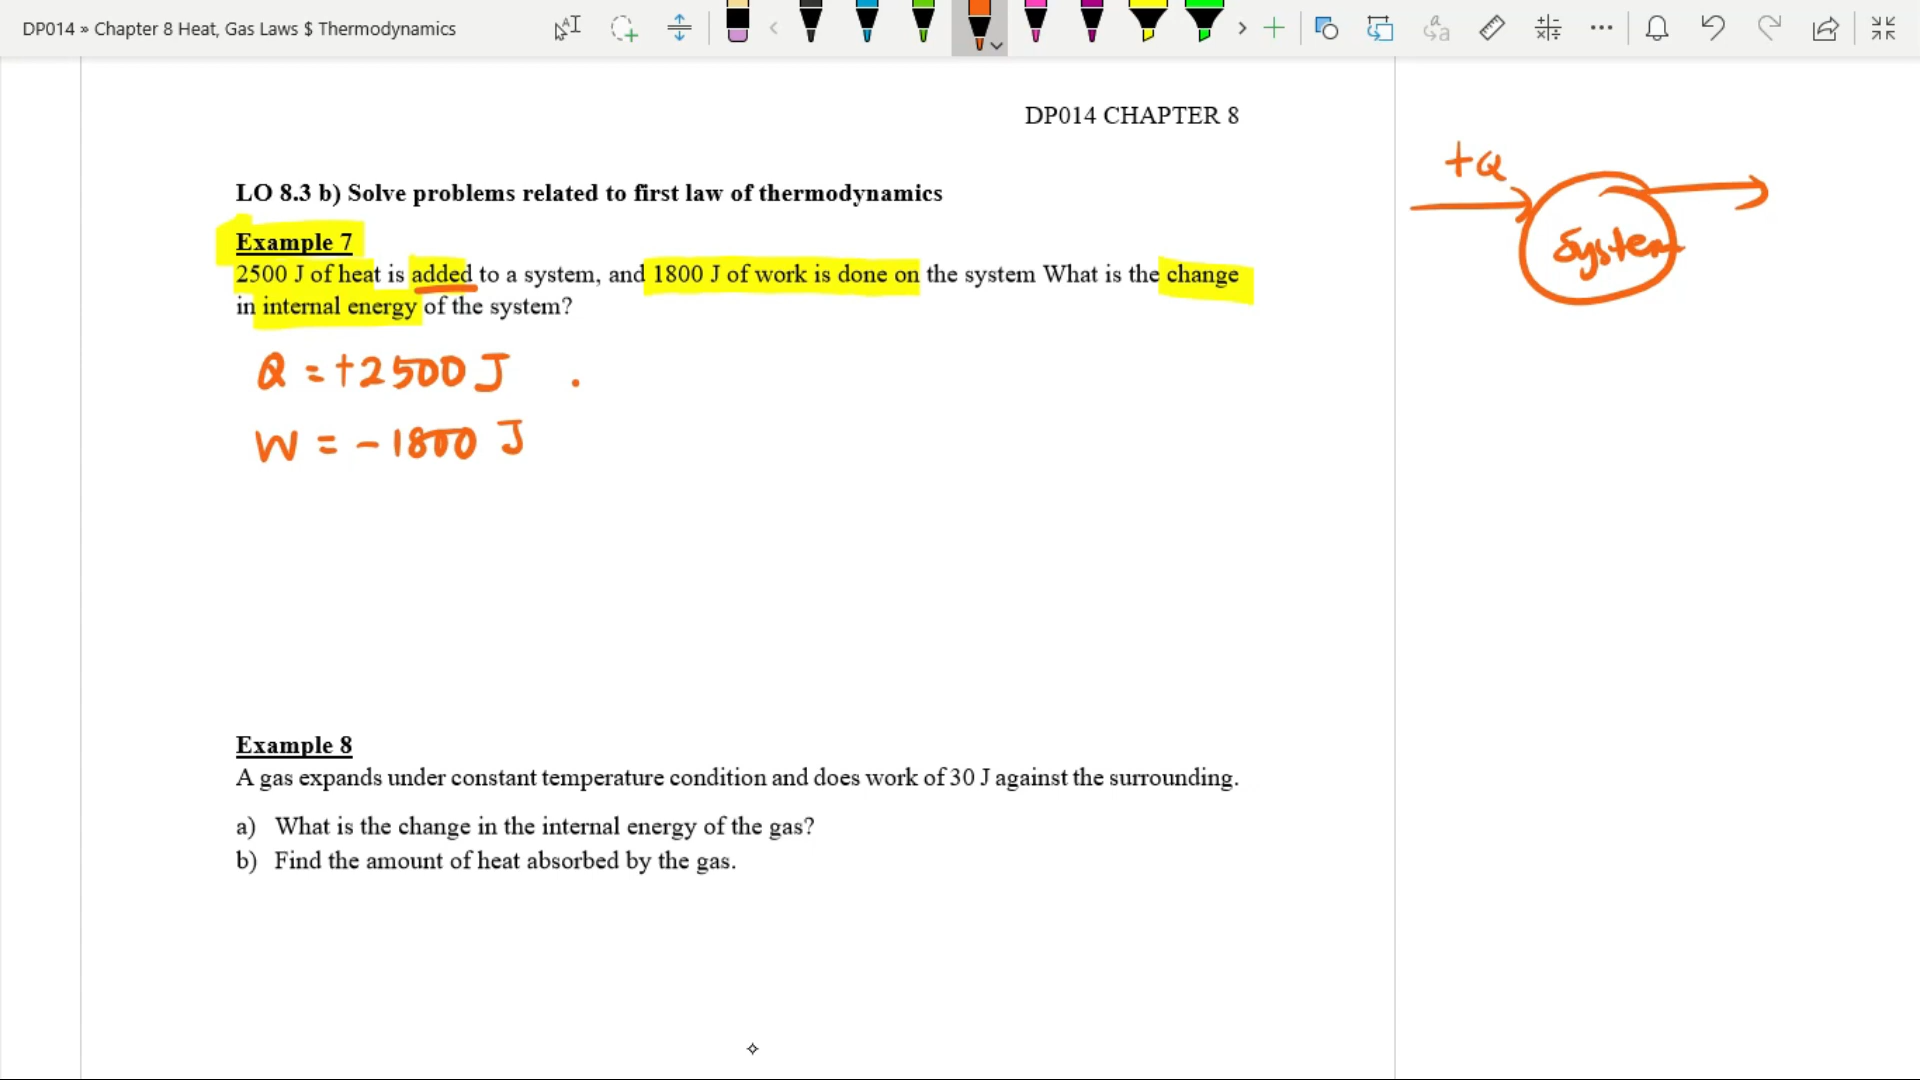 DP014 » Chapter 8 Heat, Gas Laws $ Thermodynamics
DP014 CHAPTER 8
LO 8.3 b) Solve problems related to first law of thermodynamics
Example 7
2500 J of heat is added to a system, and 1800 J of work is done on the system What is the change
in internal energy of the system?
Q = +2500 J
W = -1800 J
+Q
System
Example 8
A gas expands under constant temperature condition and does work of 30 J against the surrounding.
a) What is the change in the internal energy of the gas?
b) Find the amount of heat absorbed by the gas.